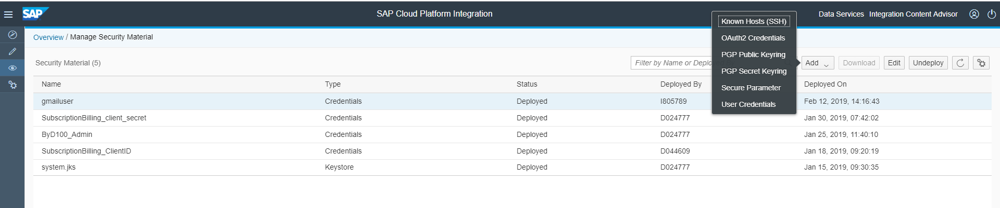 SAP
SAP Cloud Platform Integration
Data Services Integration Content Advisor
Known Hosts (SSH)
OAuth2 Credentials
PGP Public Keyring
PGP Secret Keyring
Secure Parameter
User Credentials
Overview / Manage Security Material
Security Material (5)
Filter by Name or Deplo
Add Download Edit Undeploy
Name Type Status Deployed By Deployed On
gmailuser Credentials Deployed I805789 Feb 12, 2019, 14:16:43
SubscriptionBilling_client_secret Credentials Deployed D024777 Jan 30, 2019, 07:42:02
ByD100_Admin Credentials Deployed D024777 Jan 25, 2019, 11:40:10
SubscriptionBilling_ClientID Credentials Deployed D044609 Jan 18, 2019, 09:20:19
system.jks Keystore Deployed D024777 Jan 15, 2019, 09:30:35